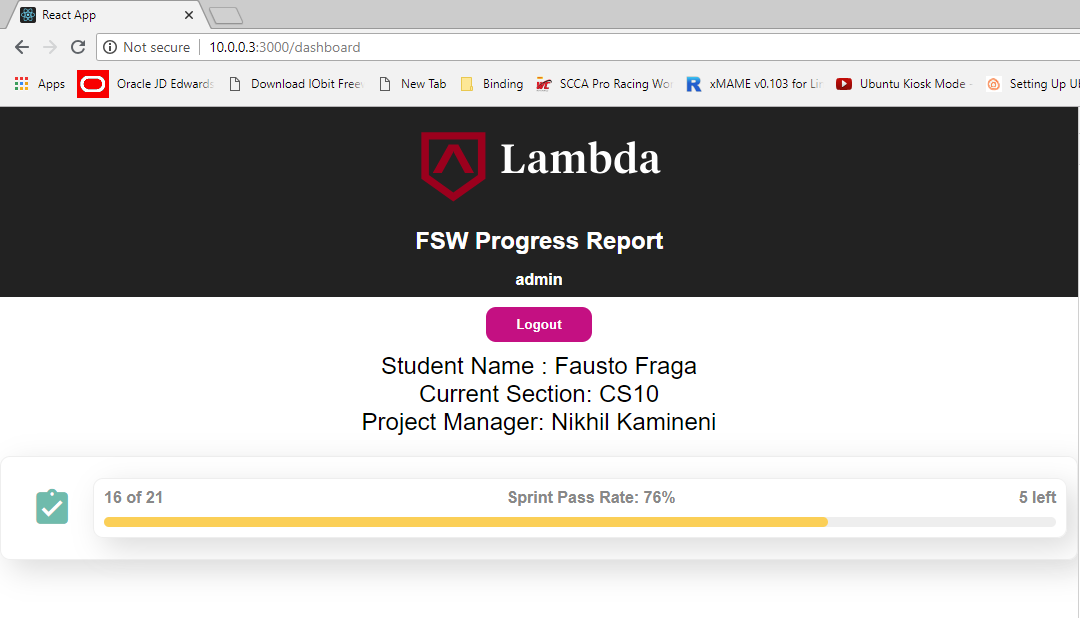 React App
Not secure 10.0.0.3:3000/dashboard
Apps Oracle JD Edwards Download IObit Free New Tab Binding SCCA Pro Racing Wo xMAME v0.103 for Lin Ubuntu Kiosk Mode - Setting Up Ub
Lambda
FSW Progress Report
admin
Logout
Student Name : Fausto Fraga
Current Section: CS10
Project Manager: Nikhil Kamineni
16 of 21 Sprint Pass Rate: 76% 5 left